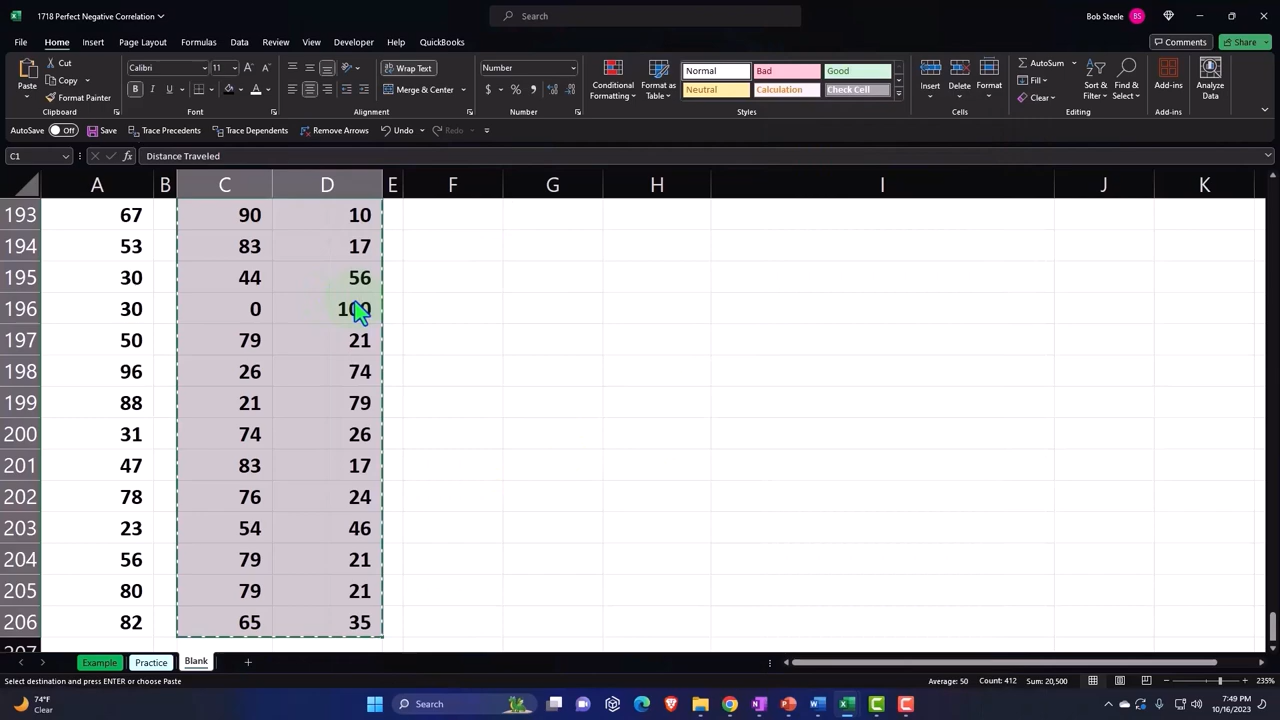 1718 Perfect Negative Correlation
Search
Bob Steele
BS
File Home Insert Page Layout Formulas Data Review View Developer Help QuickBooks
Comments
Share
Paste
Cut
Copy
Format Painter
Clipboard
Calibri
11
Font
Wrap Text
Merge & Center
Alignment
Number
Number
Conditional Formatting
Format as Table
Normal Bad Good
Neutral Calculation Check Cell
Styles
Insert Delete Format
Cells
AutoSum
Fill
Clear
Sort & Filter
Find & Select
Editing
Add-ins
Add-ins
Analyze Data
AutoSave Off Save Trace Precedents Trace Dependents Remove Arrows Undo Redo
C1 fx Distance Traveled
A B C D E F G H I J K
193 67 90 10
194 53 83 17
195 30 44 56
196 30 0 100
197 50 79 21
198 96 26 74
199 88 21 79
200 31 74 26
201 47 83 17
202 78 76 24
203 23 54 46
204 56 79 21
205 80 79 21
206 82 65 35
207
Example Practice Blank
Select destination and press ENTER or choose Paste
Average: 50 Count: 412 Sum: 20,500
235%
74°F
Clear
Search
7:49 PM
10/16/2023